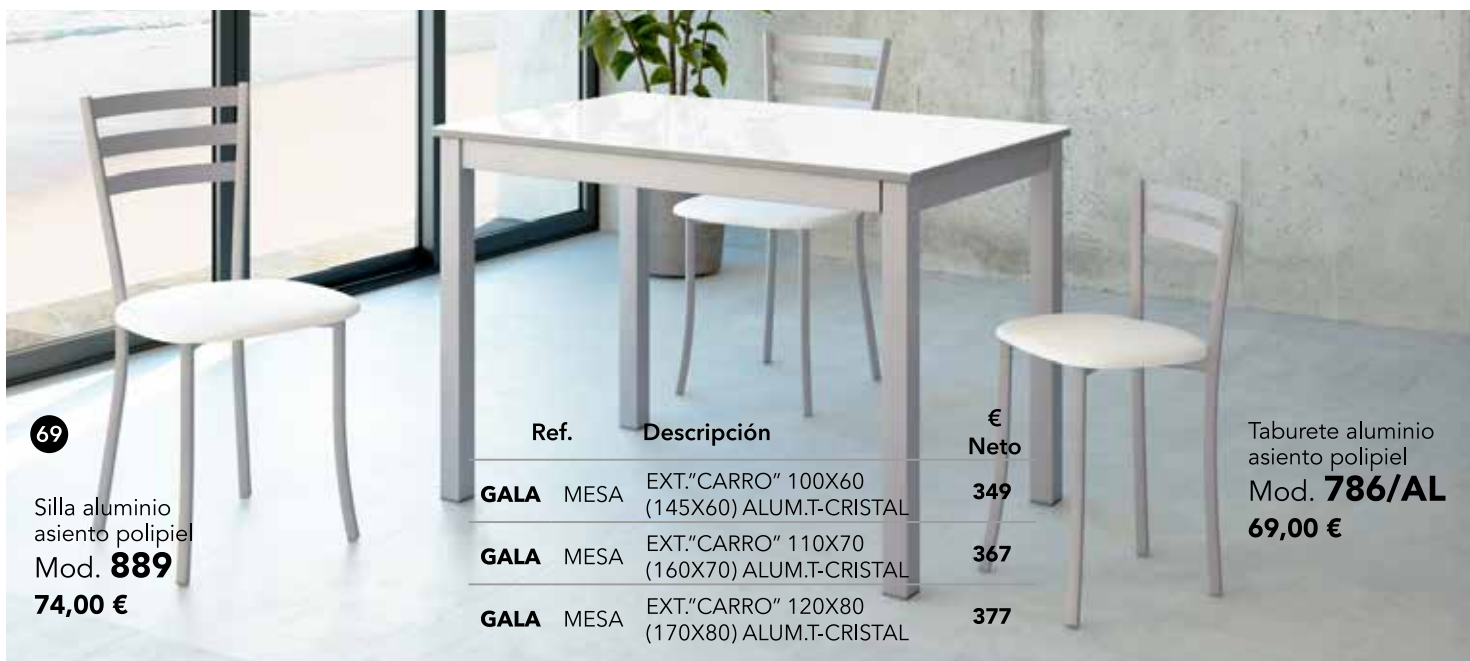 69
Silla aluminio
asiento polipiel
Mod. 889
74,00 €
Ref. Descripción € Neto
GALA MESA EXT."CARRO" 100X60
(145X60) ALUM.T-CRISTAL 349
GALA MESA EXT."CARRO" 110X70
(160X70) ALUM.T-CRISTAL 367
GALA MESA EXT."CARRO" 120X80
(170X80) ALUM.T-CRISTAL 377
Taburete aluminio
asiento polipiel
Mod. 786/AL
69,00 €